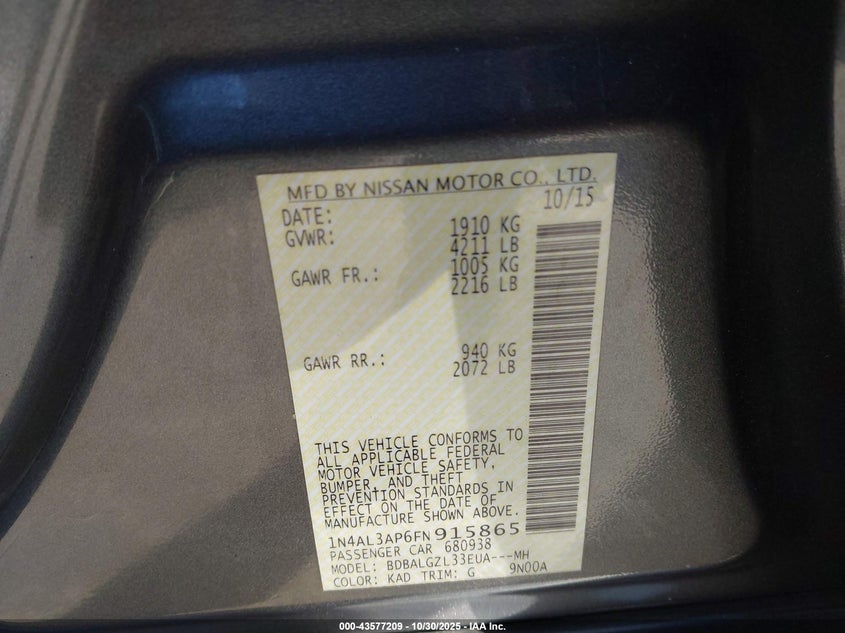 MFD BY NISSAN MOTOR CO., LTD.
DATE: 10/15
GVWR: 1910 KG
4211 LB
GAWR FR.: 1005 KG
2216 LB
GAWR RR.: 940 KG
2072 LB
THIS VEHICLE CONFORMS TO
ALL APPLICABLE FEDERAL
MOTOR VEHICLE SAFETY,
BUMPER, AND THEFT
PREVENTION STANDARDS IN
EFFECT ON THE DATE OF
MANUFACTURE SHOWN ABOVE.
1N4AL3AP6FN915865
PASSENGER CAR 680938
MODEL: BDBALGZL33EUA---MH
COLOR: KAD TRIM: G 9N00A
000-43577209 - 10/30/2025 - IAA Inc.